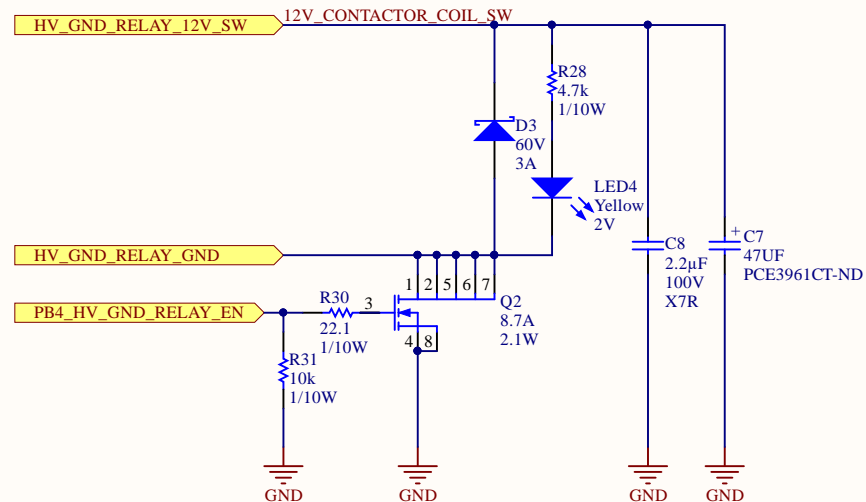 12V_CONTACTOR_COIL_SW
HV_GND_RELAY_12V_SW
R28
4.7k
1/10W
D3
60V
3A
LED4
Yellow
2V
+
C7
47UF
PCE3961CT-ND
C8
2.2µF
100V
X7R
HV_GND_RELAY_GND
1 2 5 6 7
Q2
8.7A
2.1W
PB4_HV_GND_RELAY_EN
R30
22.1
1/10W
3
4 8
R31
10k
1/10W
GND
GND
GND
GND